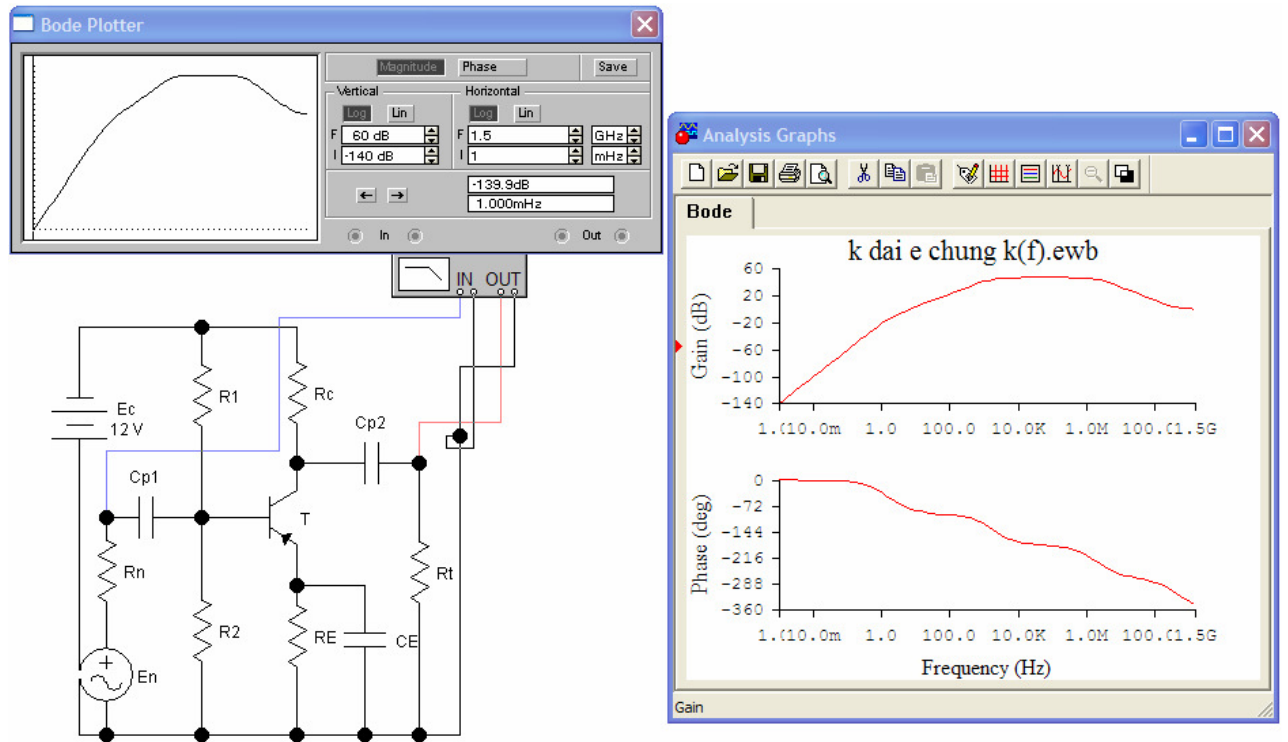 Bode Plotter
Magnitude Phase Save
Vertical Horizontal
Log Lin Log Lin
F 60 dB F 1.5 GHz
I -140 dB I 1 mHz
-139.9dB
1.000mHz
In Out
IN OUT
R1
Rc
Ec
12 V
Cp2
Cp1
T
Rn
Rt
R2
RE
CE
En
Analysis Graphs
Bode
k dai e chung k(f).ewb
Gain (dB)
60
20
-20
-60
-100
-140
1.(10.0m 1.0 100.0 10.0K 1.0M 100.(1.5G
Phase (deg)
0
-72
-144
-216
-288
-360
1.(10.0m 1.0 100.0 10.0K 1.0M 100.(1.5G
Frequency (Hz)
Gain